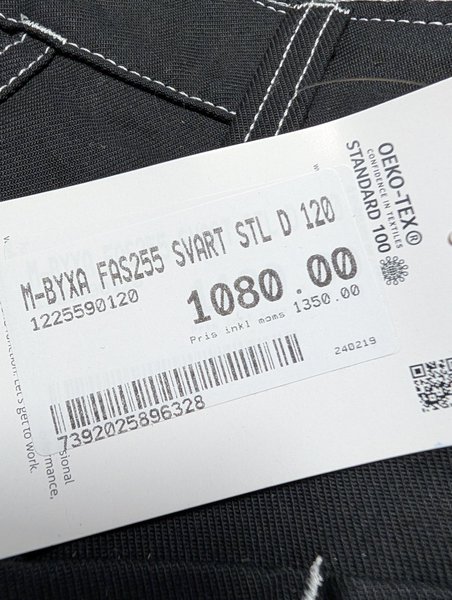 OEKO-TEX®
CONFIDENCE IN TEXTILES
STANDARD 100
M-BYXA FAS255 SVART STL D 120
1225590120
1080.00
Pris inkl moms 1350.00
240219
7392025896328
let's get to work.
sional
mance,